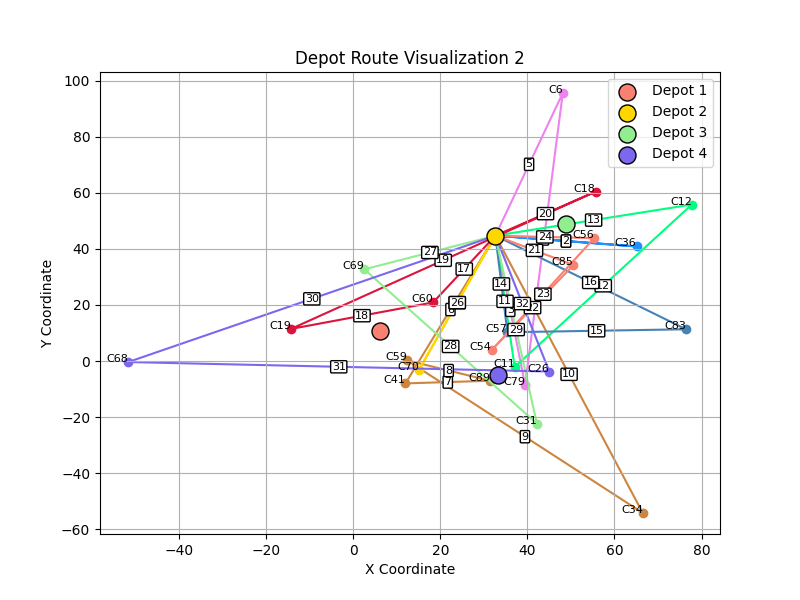 Depot Route Visualization 2
Y Coordinate
100
80
60
40
20
0
−20
−40
−60
−40
−20
0
20
40
60
80
X Coordinate
Depot 1
Depot 2
Depot 3
Depot 4
C6
5
C18
C12
20
13
C56
24
2
C36
21
27
19
C69
17
C85
14
16
12
23
30
C60
26
11
32
22
18
C19
C57
29
15
C83
28
C54
C59
C68
31
C70
8
C11
C26
10
C41
7
C89
C79
C31
9
C34